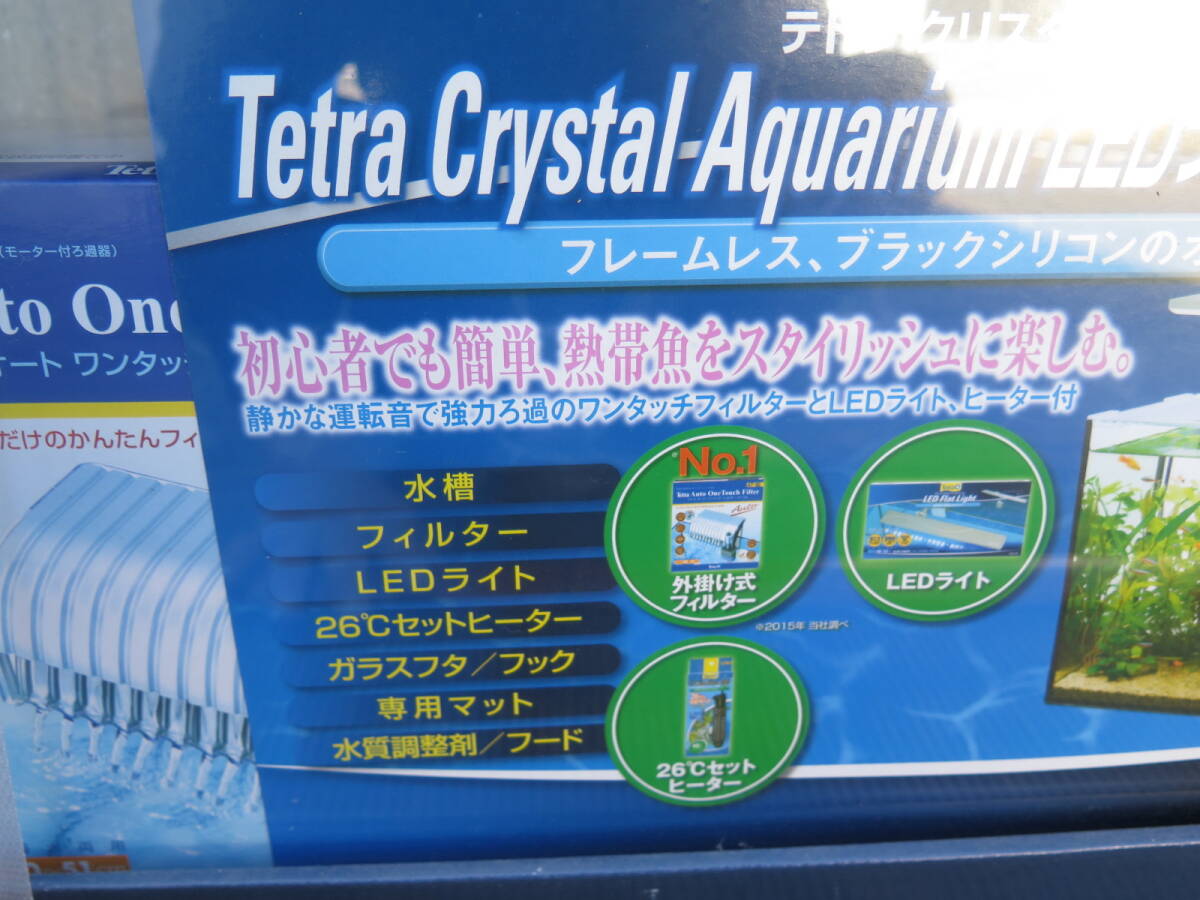 Tetra Crystal Aquarium LED
フレームレス、ブラックシリコンの
初心者でも簡単、熱帯魚をスタイリッシュに楽しむ。
静かな運転音で強力ろ過のワンタッチフィルターとLEDライト、ヒーター付
水槽
フィルター
LEDライト
26℃セットヒーター
ガラスフタ/フック
専用マット
水質調整剤/フード
※No.1
Tetra Auto OneTouch Filter
Auto
外掛け式
フィルター
※2015年 当社調べ
LED Flat Light
LEDライト
26℃セット
ヒーター
Tet
(モーター付ろ過器)
to One
ート ワンタッ
だけのかんたんフィ